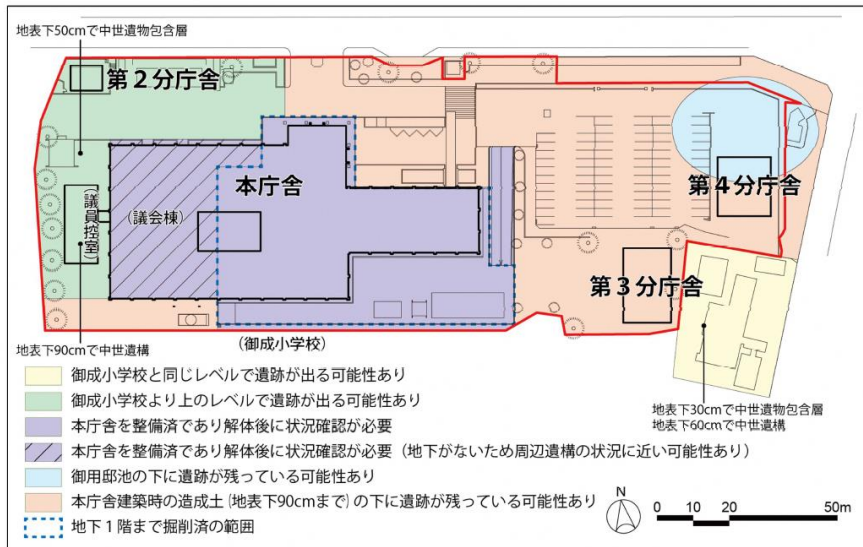 地表下50cmで中世遺物包含層
第2分庁舎
本庁舎
(議会棟)
(議員控室)
第4分庁舎
第3分庁舎
(御成小学校)
地表下90cmで中世遺構
地表下30cmで中世遺物包含層
地表下60cmで中世遺構
御成小学校と同じレベルで遺跡が出る可能性あり
御成小学校より上のレベルで遺跡が出る可能性あり
本庁舎を整備済であり解体後に状況確認が必要
本庁舎を整備済であり解体後に状況確認が必要(地下がないため周辺遺構の状況に近い可能性あり)
御用邸池の下に遺跡が残っている可能性あり
本庁舎建築時の造成土(地表下90cmまで)の下に遺跡が残っている可能性あり
地下1階まで掘削済の範囲
N
0 10 20 50m